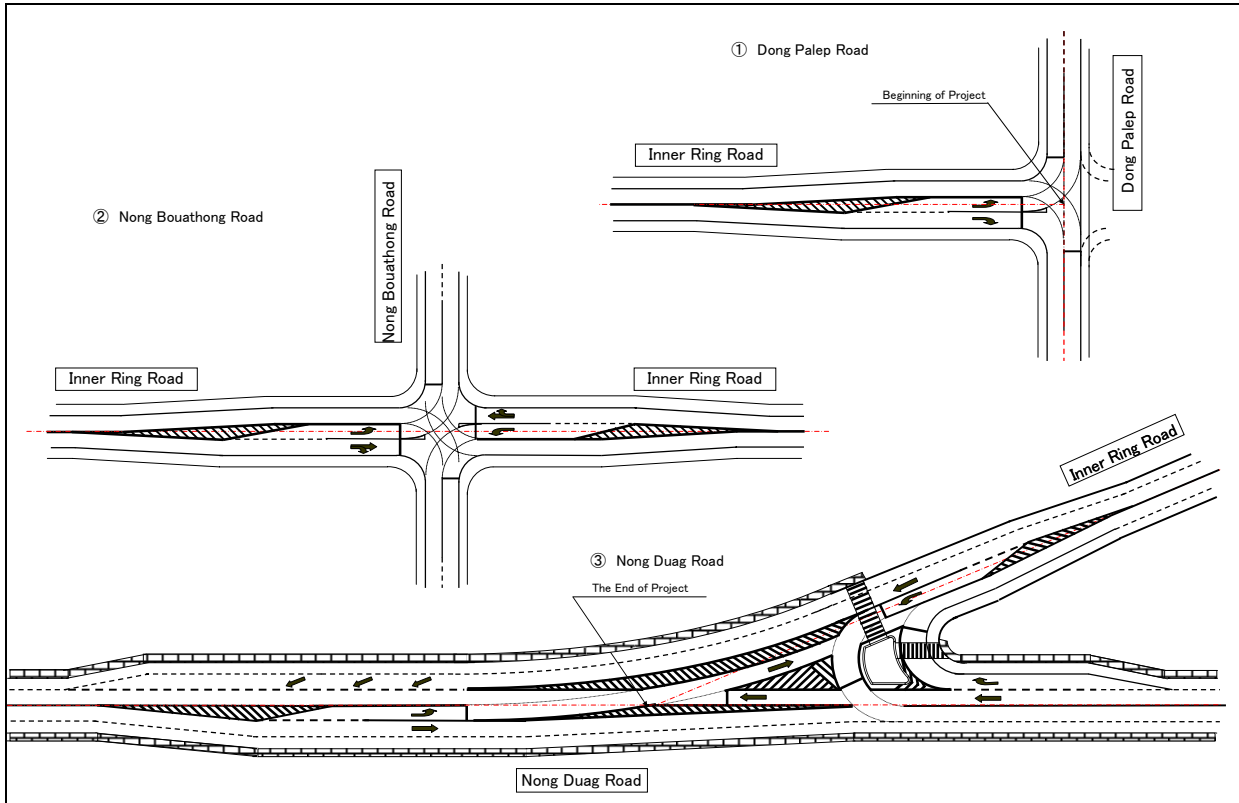 ① Dong Palep Road
Beginning of Project
Dong Palep Road
Inner Ring Road
② Nong Bouathong Road
Nong Bouathong Road
Inner Ring Road
Inner Ring Road
Inner Ring Road
③ Nong Duag Road
The End of Project
Nong Duag Road